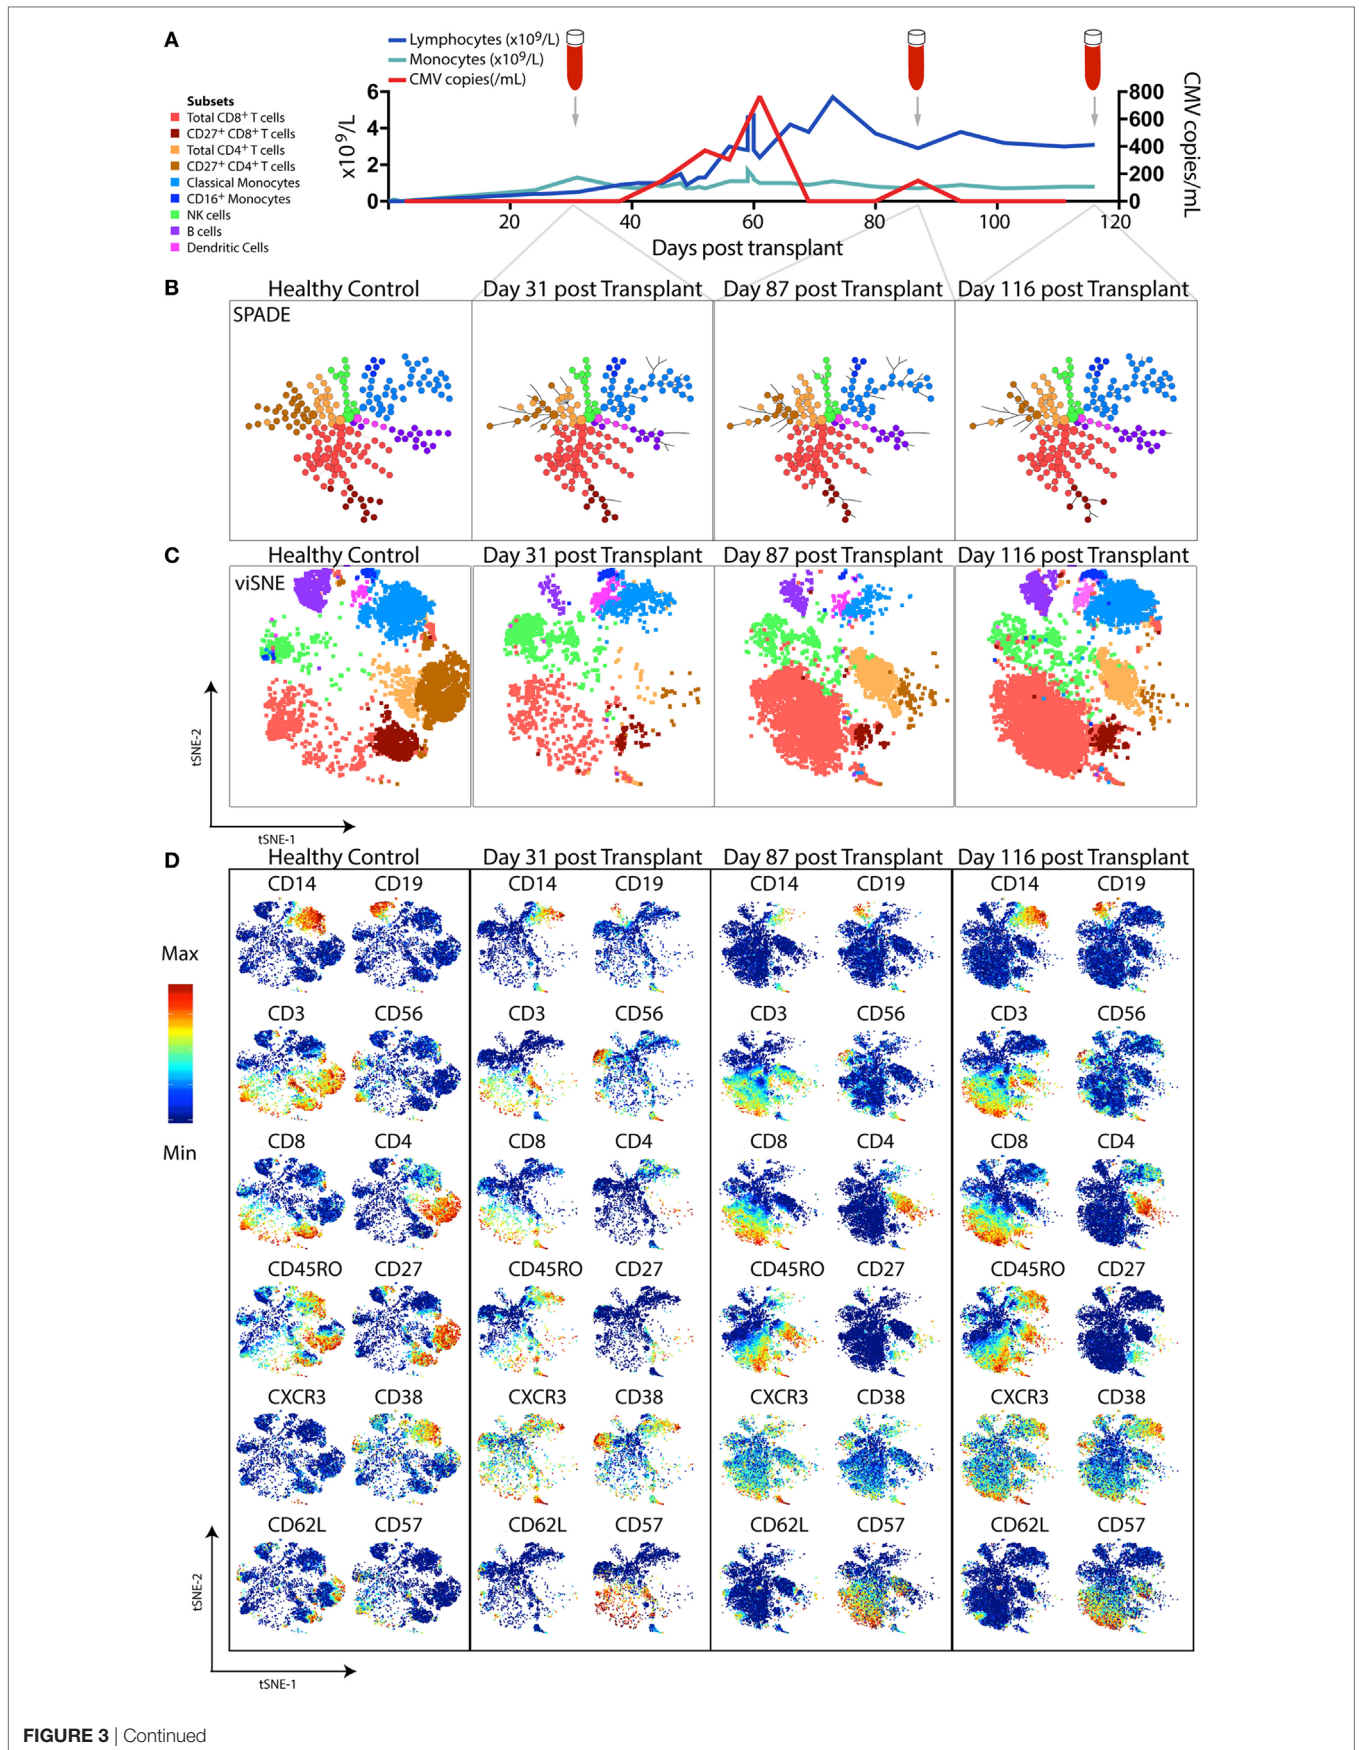 A
Lymphocytes (x10⁹/L)
Monocytes (x10⁹/L)
CMV copies(/mL)
Subsets
Total CD8⁺ T cells
CD27⁺ CD8⁺ T cells
Total CD4⁺ T cells
CD27⁺ CD4⁺ T cells
Classical Monocytes
CD16⁺ Monocytes
NK cells
B cells
Dendritic Cells
x10⁹/L
6
4
2
0
800
600
400
200
0
CMV copies/mL
20 40 60 80 100 120
Days post transplant
B
Healthy Control Day 31 post Transplant Day 87 post Transplant Day 116 post Transplant
SPADE
C
Healthy Control Day 31 post Transplant Day 87 post Transplant Day 116 post Transplant
viSNE
tSNE-2
tSNE-1
D
Healthy Control Day 31 post Transplant Day 87 post Transplant Day 116 post Transplant
CD14 CD19 CD14 CD19 CD14 CD19 CD14 CD19
Max
Min
CD3 CD56 CD3 CD56 CD3 CD56 CD3 CD56
CD8 CD4 CD8 CD4 CD8 CD4 CD8 CD4
CD45RO CD27 CD45RO CD27 CD45RO CD27 CD45RO CD27
CXCR3 CD38 CXCR3 CD38 CXCR3 CD38 CXCR3 CD38
CD62L CD57 CD62L CD57 CD62L CD57 CD62L CD57
tSNE-2
tSNE-1
FIGURE 3 | Continued